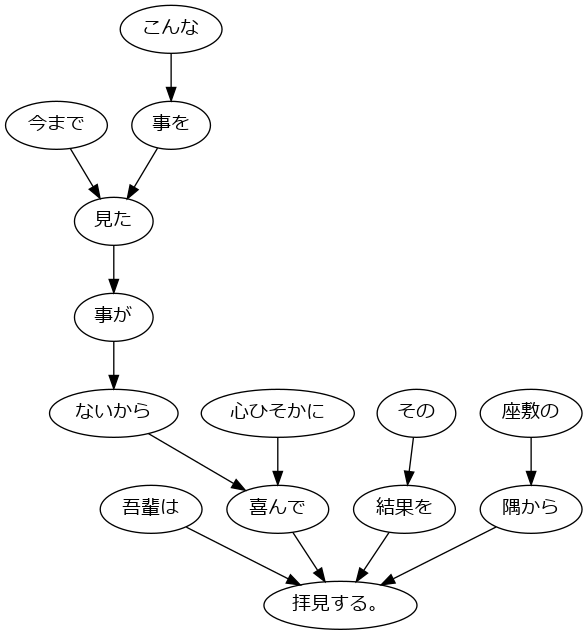 こんな
今まで
事を
見た
事が
ないから
心ひそかに
その
座敷の
吾輩は
喜んで
結果を
隅から
拝見する。